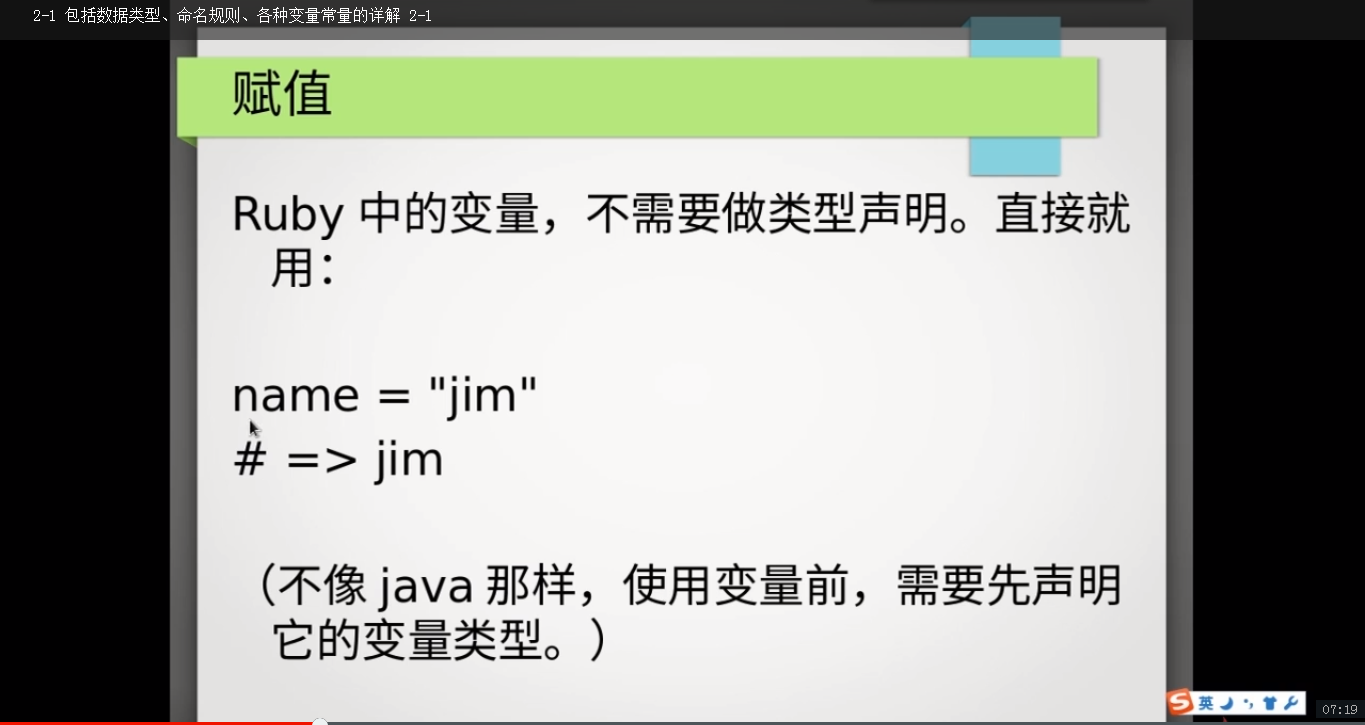 2-1 包括数据类型、命名规则、各种变量常量的详解 2-1
赋值
Ruby 中的变量，不需要做类型声明。直接就
用：
name = "jim"
# => jim
（不像 java 那样，使用变量前，需要先声明
它的变量类型。）
S 英
07:19